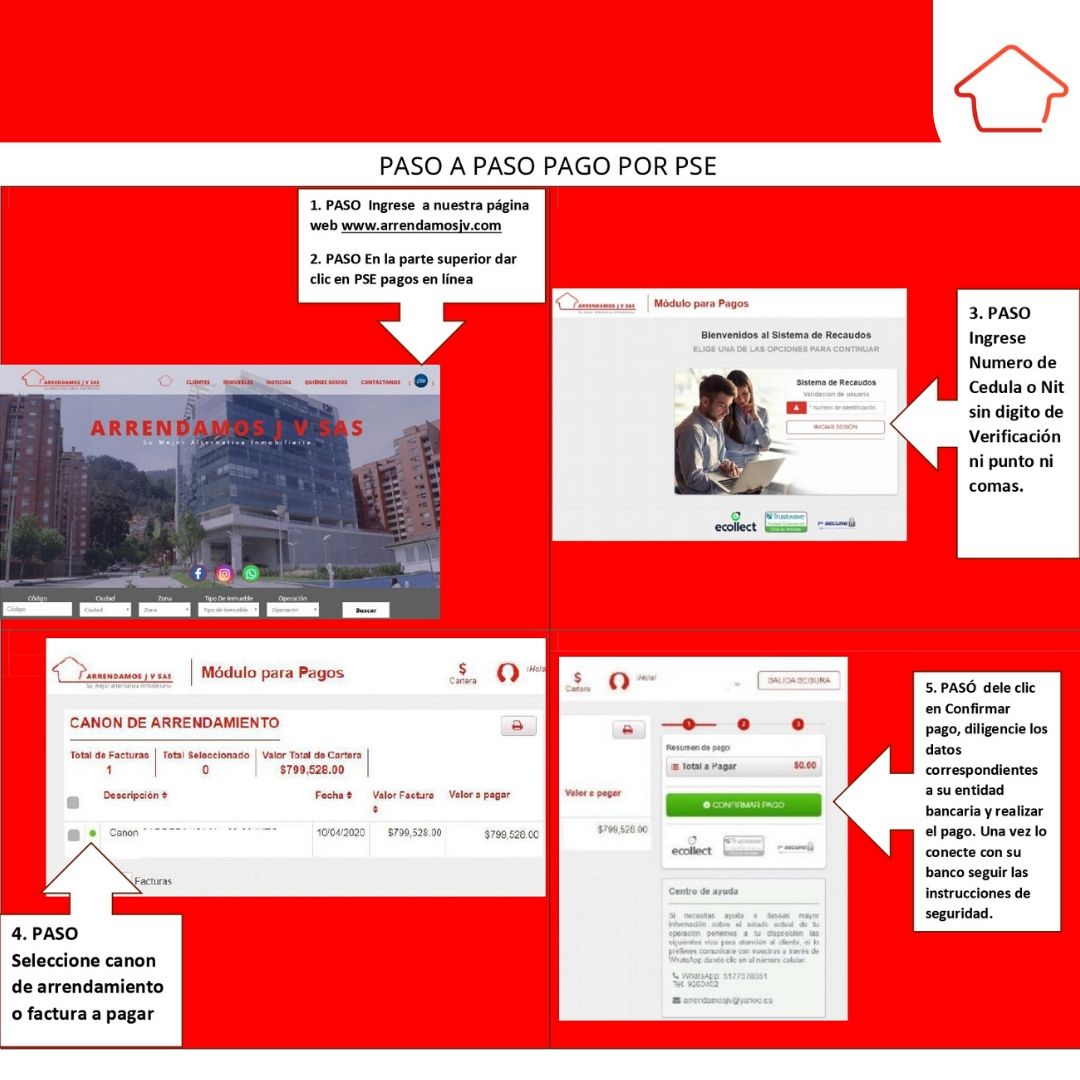 PASO A PASO PAGO POR PSE
1. PASO Ingrese a nuestra página
web www.arrendamosjv.com
2. PASO En la parte superior dar
clic en PSE pagos en línea
ARRENDAMOS J V SAS
CLIENTES INMUEBLES NOTICIAS QUIÉNES SOMOS CONTÁCTANOS
ARRENDAMOS J V SAS
Su Mejor Alternativa Inmobiliaria.
Código Ciudad Zona Tipo De Inmueble Operación
Código Ciudad Zona Tipo de Inmueble Operación Buscar
ARRENDAMOS J V SAS
Módulo para Pagos
Bienvenidos al Sistema de Recaudos
ELIGE UNA DE LAS OPCIONES PARA CONTINUAR
Sistema de Recaudos
Validación de usuario
* Numero de identificación
INICIAR SESIÓN
ecollect Trustwave SECURE
3. PASO
Ingrese
Numero de
Cedula o Nit
sin digito de
Verificación
ni punto ni
comas.
ARRENDAMOS J V SAS
Su mejor alternativa inmobiliaria
Módulo para Pagos
$ Cartera
¡Hola
CANON DE ARRENDAMIENTO
Total de Facturas Total Seleccionado Valor Total de Cartera
1 0 $799,528.00
Descripción Fecha Valor Factura Valor a pagar
Canon 10/04/2020 $799,528.00 $799,528.00
Facturas
4. PASO
Seleccione canon
de arrendamiento
o factura a pagar
$ Cartera
¡Hola!
SALIDA SEGURA
1 2 3
Resumen de pago
Total a Pagar $0.00
Valor a pagar
CONFIRMAR PAGO
$799,528.00
ecollect Trustwave SECURE
Centro de ayuda
Si necesitas ayuda o deseas mayor
información sobre el estado actual de tu
operación ponemos a tu disposición las
siguientes vías para atención al cliente, si lo
prefieres comunícate con nosotros a través de
WhatsApp dando clic en al número celular.
WhatsApp: 3177378351
Tel: 9200402
arrendamosjv@yahoo.es
5. PASÓ dele clic
en Confirmar
pago, diligencie los
datos
correspondientes
a su entidad
bancaria y realizar
el pago. Una vez lo
conecte con su
banco seguir las
instrucciones de
seguridad.